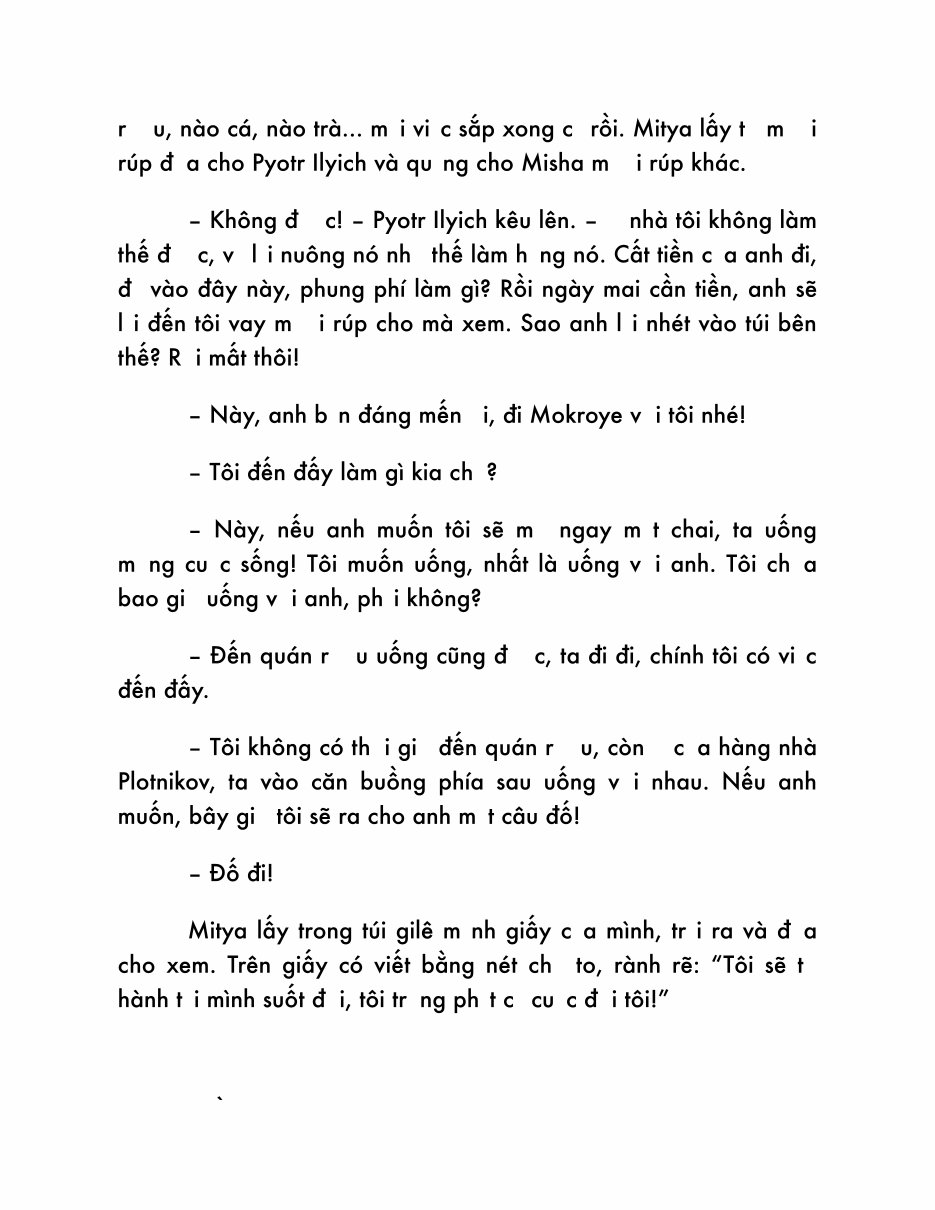 r u, nào cá, nào trà... m i vi c sắp xong c rồi. Mitya lấy t m i
rúp đ a cho Pyotr Ilyich và qu ng cho Misha m i rúp khác.
– Không đ c! – Pyotr Ilyich kêu lên. – nhà tôi không làm
thế đ c, v l i nuông nó nh thế làm h ng nó. Cất tiền c a anh đi,
đ vào đây này, phung phí làm gì? Rồi ngày mai cần tiền, anh sẽ
l i đến tôi vay m i rúp cho mà xem. Sao anh l i nhét vào túi bên
thế? R i mất thôi!
– Này, anh b n đáng mến i, đi Mokroye v i tôi nhé!
– Tôi đến đấy làm gì kia ch ?
– Này, nếu anh muốn tôi sẽ m ngay m t chai, ta uống
m ng cu c sống! Tôi muốn uống, nhất là uống v i anh. Tôi ch a
bao gi uống v i anh, ph i không?
– Đến quán r u uống cũng đ c, ta đi đi, chính tôi có vi c
đến đấy.
– Tôi không có th i gi đến quán r u, còn c a hàng nhà
Plotnikov, ta vào căn buồng phía sau uống v i nhau. Nếu anh
muốn, bây gi tôi sẽ ra cho anh m t câu đố!
– Đố đi!
Mitya lấy trong túi gilê m nh giấy c a mình, tr i ra và đ a
cho xem. Trên giấy có viết bằng nét ch to, rành rẽ: “Tôi sẽ t
hành t i mình suốt đ i, tôi tr ng ph t c cu c đ i tôi!”
`